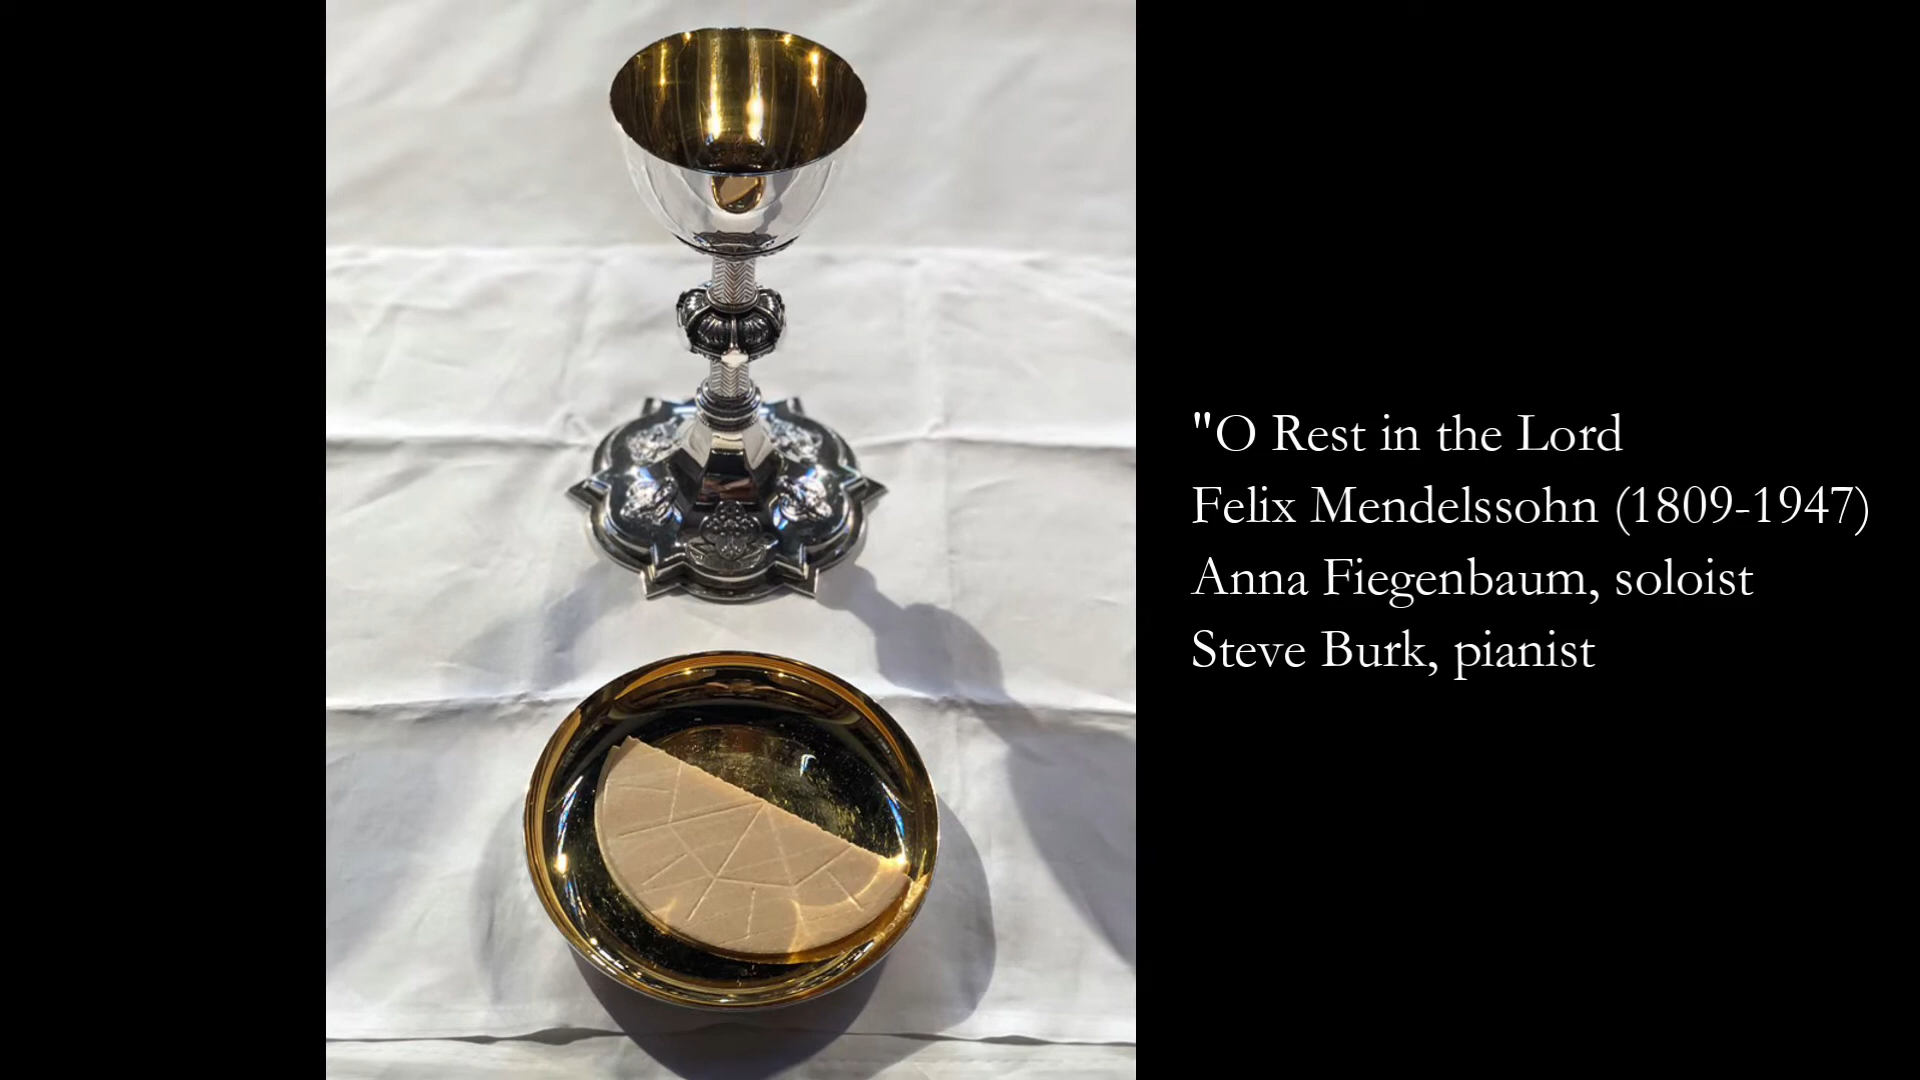 "O Rest in the Lord
Felix Mendelssohn (1809-1947)
Anna Fiegenbaum, soloist
Steve Burk, pianist